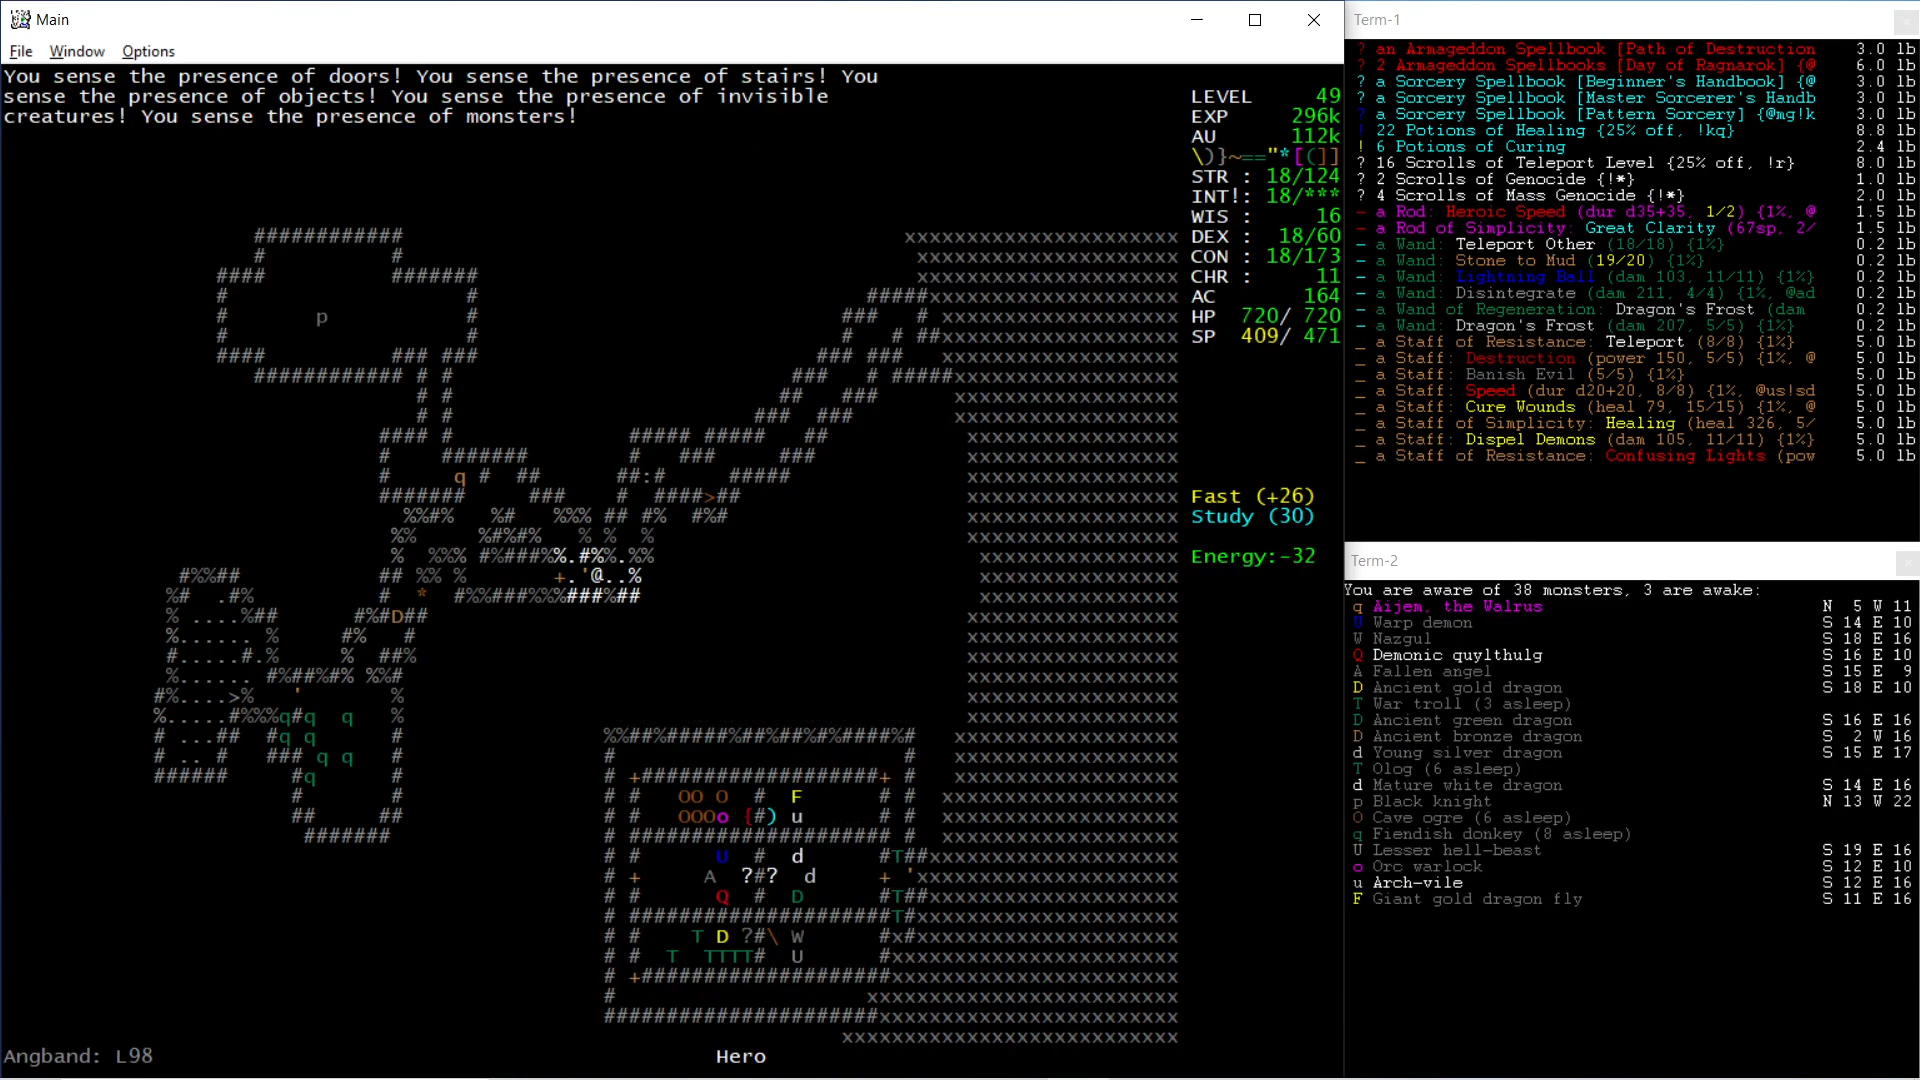 Main
File Window Options
You sense the presence of doors! You sense the presence of stairs! You
sense the presence of objects! You sense the presence of invisible
creatures! You sense the presence of monsters!
LEVEL 49
EXP 296k
AU 112k
\)}~=="*[(]]
STR : 18/124
INT!: 18/***
WIS : 16
DEX : 18/60
CON : 18/173
CHR : 11
AC 164
HP 720/ 720
SP 409/ 471
Fast (+26)
Study (30)
Energy:-32
Angband: L98
Hero
Term-1
? an Armageddon Spellbook [Path of Destruction 3.0 lb
? 2 Armageddon Spellbooks [Day of Ragnarok] {@ 6.0 lb
? a Sorcery Spellbook [Beginner's Handbook] {@ 3.0 lb
? a Sorcery Spellbook [Master Sorcerer's Handb 3.0 lb
? a Sorcery Spellbook [Pattern Sorcery] {@mg!k 3.0 lb
! 22 Potions of Healing {25% off, !kq} 8.8 lb
! 6 Potions of Curing 2.4 lb
? 16 Scrolls of Teleport Level {25% off, !r} 8.0 lb
? 2 Scrolls of Genocide {!*} 1.0 lb
? 4 Scrolls of Mass Genocide {!*} 2.0 lb
- a Rod: Heroic Speed (dur d35+35, 1/2) {1%, @ 1.5 lb
- a Rod of Simplicity: Great Clarity (67sp, 2/ 1.5 lb
- a Wand: Teleport Other (18/18) {1%} 0.2 lb
- a Wand: Stone to Mud (19/20) {1%} 0.2 lb
- a Wand: Lightning Ball (dam 103, 11/11) {1%} 0.2 lb
- a Wand: Disintegrate (dam 211, 4/4) {1%, @ad 0.2 lb
- a Wand of Regeneration: Dragon's Frost (dam 0.2 lb
- a Wand: Dragon's Frost (dam 207, 5/5) {1%} 0.2 lb
_ a Staff of Resistance: Teleport (8/8) {1%} 5.0 lb
_ a Staff: Destruction (power 150, 5/5) {1%, @ 5.0 lb
_ a Staff: Banish Evil (5/5) {1%} 5.0 lb
_ a Staff: Speed (dur d20+20, 8/8) {1%, @us!sd 5.0 lb
_ a Staff: Cure Wounds (heal 79, 15/15) {1%, @ 5.0 lb
_ a Staff of Simplicity: Healing (heal 326, 5/ 5.0 lb
_ a Staff: Dispel Demons (dam 105, 11/11) {1%} 5.0 lb
_ a Staff of Resistance: Confusing Lights (pow 5.0 lb
Term-2
You are aware of 38 monsters, 3 are awake:
q Aijem, the Walrus N 5 W 11
U Warp demon S 14 E 10
W Nazgul S 18 E 16
Q Demonic quylthulg S 16 E 10
A Fallen angel S 15 E 9
D Ancient gold dragon S 18 E 10
T War troll (3 asleep)
D Ancient green dragon S 16 E 16
D Ancient bronze dragon S 2 W 16
d Young silver dragon S 15 E 17
T Olog (6 asleep)
d Mature white dragon S 14 E 16
p Black knight N 13 W 22
O Cave ogre (6 asleep)
q Fiendish donkey (8 asleep)
U Lesser hell-beast S 19 E 16
o Orc warlock S 12 E 10
u Arch-vile S 12 E 16
F Giant gold dragon fly S 11 E 16